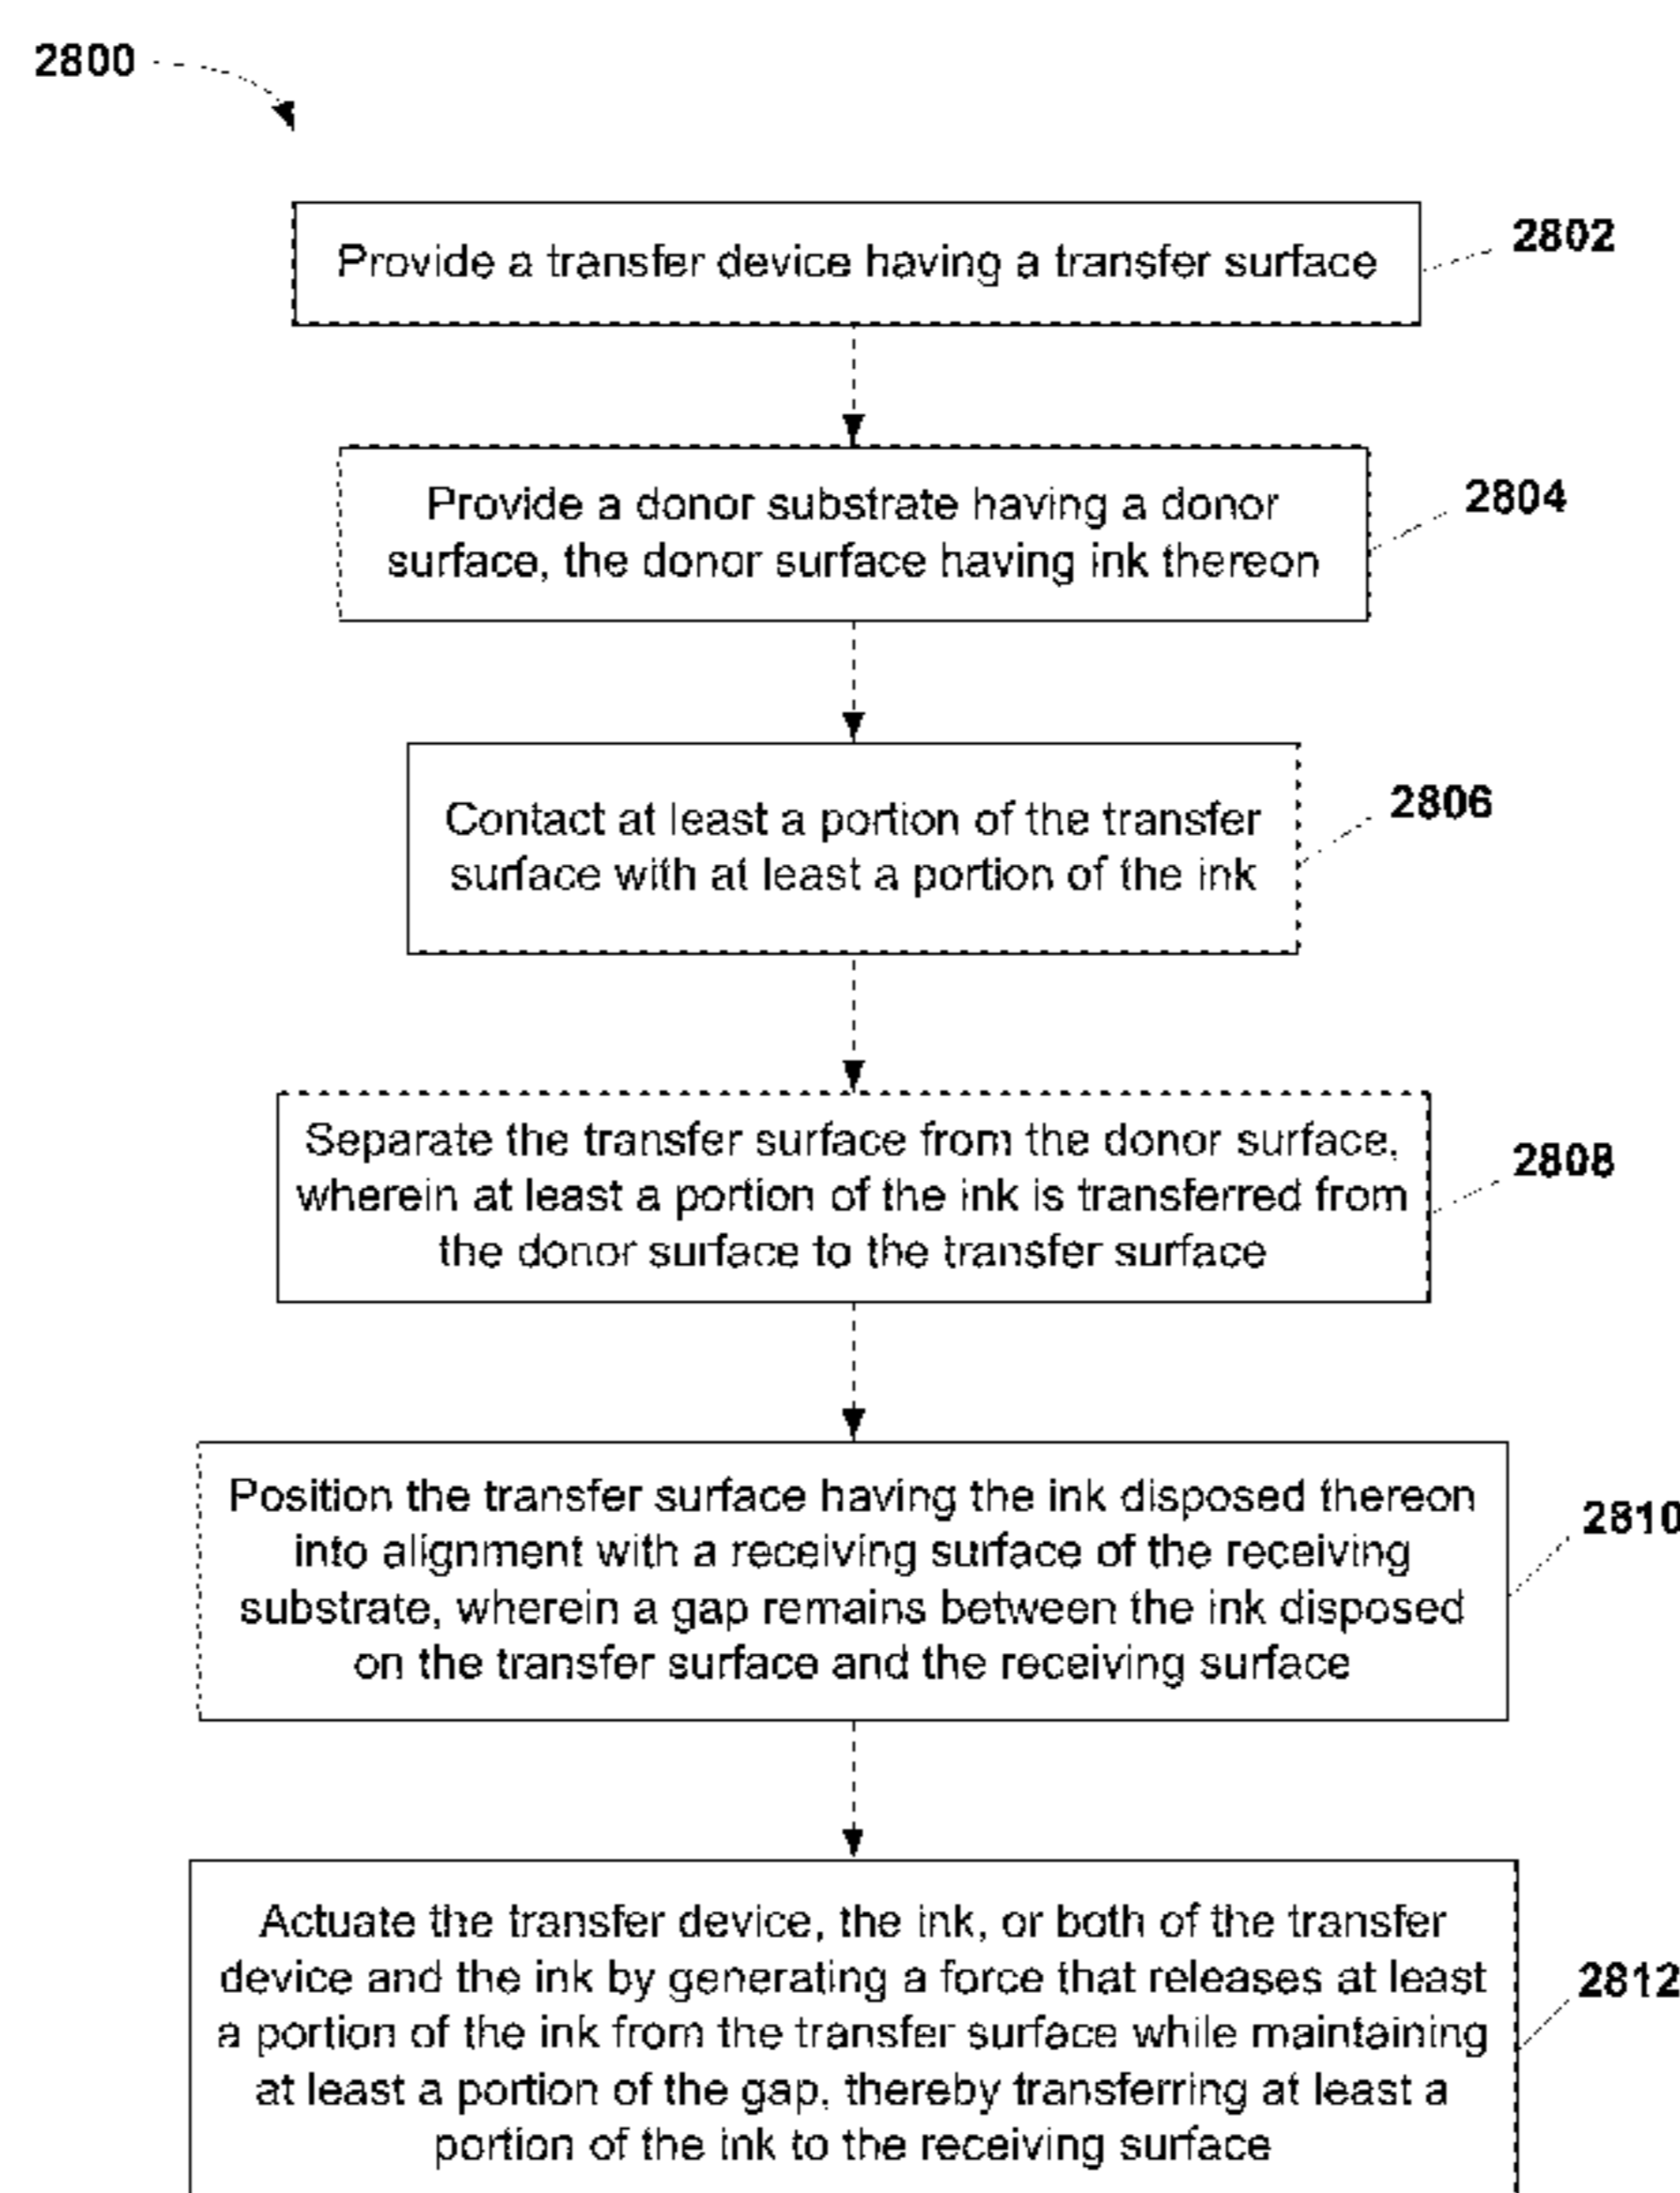 2800
Provide a transfer device having a transfer surface
2802
Provide a donor substrate having a donor
surface, the donor surface having ink thereon
2804
Contact at least a portion of the transfer
surface with at least a portion of the ink
2806
Separate the transfer surface from the donor surface,
wherein at least a portion of the ink is transferred from
the donor surface to the transfer surface
2808
Position the transfer surface having the ink disposed thereon
into alignment with a receiving surface of the receiving
substrate, wherein a gap remains between the ink disposed
on the transfer surface and the receiving surface
2810
Actuate the transfer device, the ink, or both of the transfer
device and the ink by generating a force that releases at least
a portion of the ink from the transfer surface while maintaining
at least a portion of the gap, thereby transferring at least a
portion of the ink to the receiving surface
2812